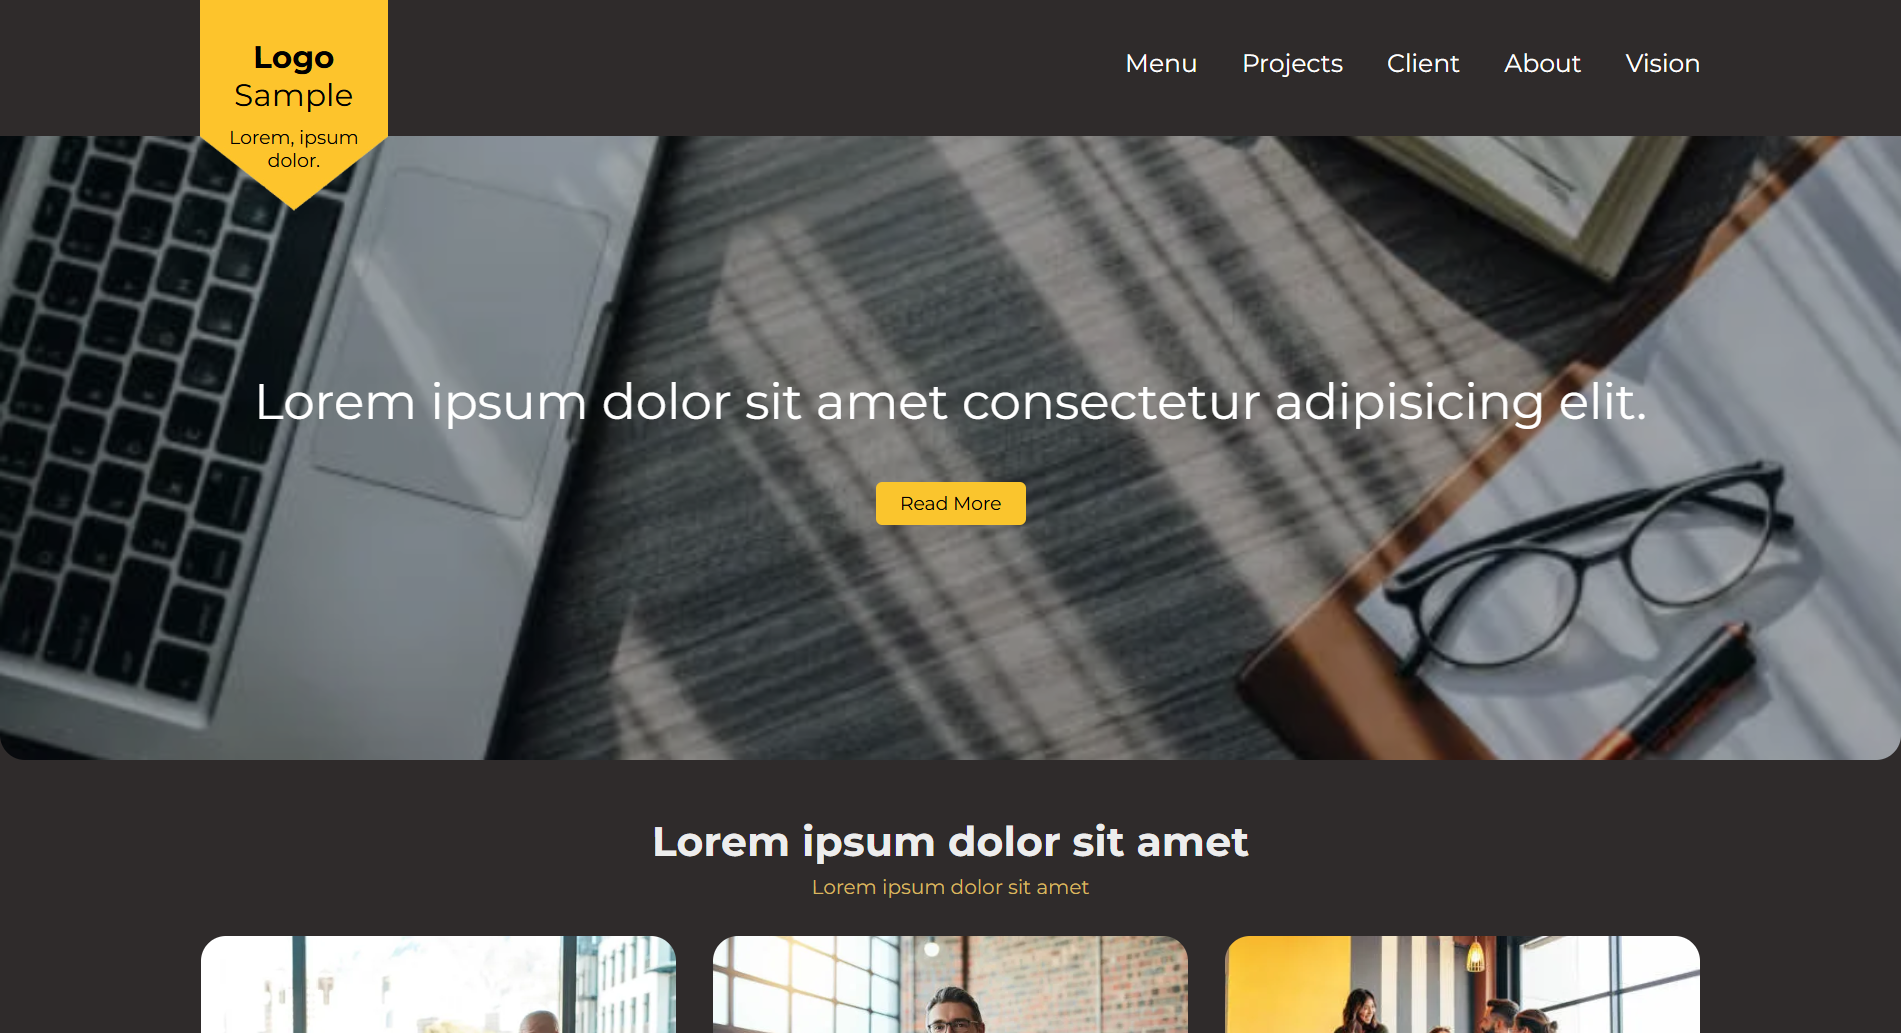 Logo
Sample
Lorem, ipsum
dolor.
Menu Projects Client About Vision
Lorem ipsum dolor sit amet consectetur adipisicing elit.
Read More
Lorem ipsum dolor sit amet
Lorem ipsum dolor sit amet